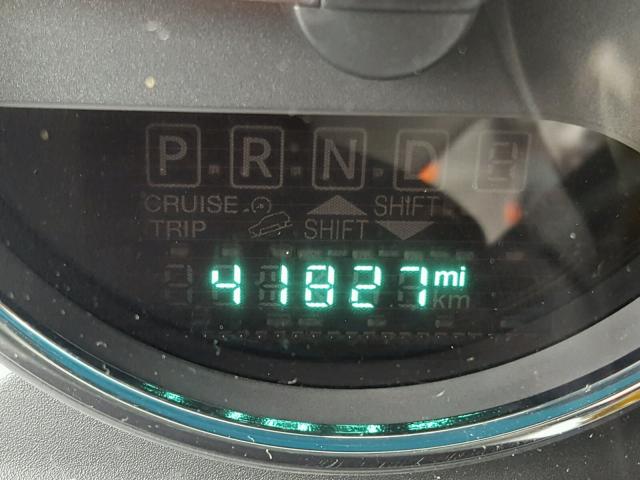 P R N D
CRUISE SHIFT
TRIP SHIFT
41827 mi
km